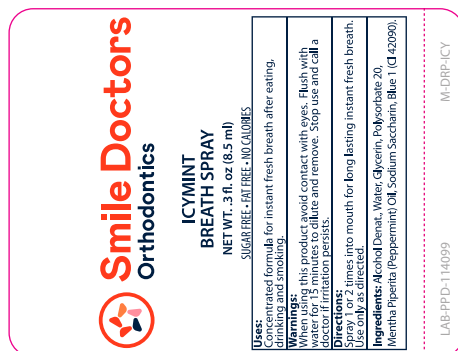 Smile Doctors
Orthodontics
ICYMINT
BREATH SPRAY
NET WT. .3 fl. oz (8.5 ml)
SUGAR FREE • FAT FREE • NO CALORIES
Uses:
Concentrated formula for instant fresh breath after eating,
drinking and smoking.
Warnings:
When using this product avoid contact with eyes. Flush with
water for 15 minutes to dilute and remove. Stop use and call a
doctor if irritation persists.
Directions:
Spray 1 or 2 times into mouth for long lasting instant fresh breath.
Use only as directed.
Ingredients: Alcohol Denat, Water, Glycerin, Polysorbate 20,
Mentha Piperita (Peppermint) Oil, Sodium Saccharin, Blue 1 (CI 42090).
LAB-PPD-114099
M-DRP-ICY